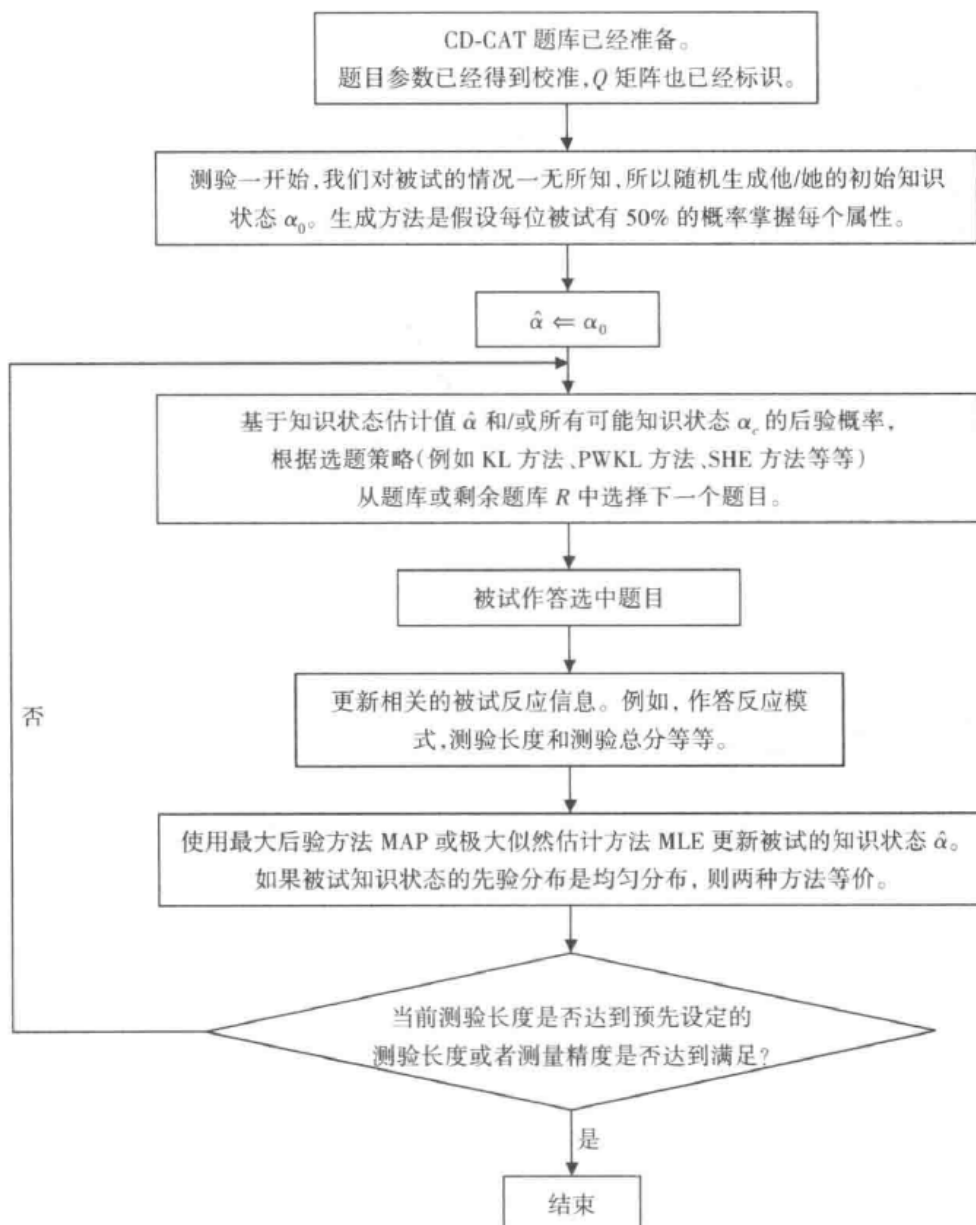 CD-CAT 题库已经准备。
题目参数已经得到校准,Q 矩阵也已经标识。
测验一开始,我们对被试的情况一无所知,所以随机生成他/她的初始知识
状态 α₀。生成方法是假设每位被试有 50% 的概率掌握每个属性。
α̂ ⇐ α₀
基于知识状态估计值 α̂ 和/或所有可能知识状态 α_c 的后验概率,
根据选题策略(例如 KL 方法、PWKL 方法、SHE 方法等等)
从题库或剩余题库 R 中选择下一个题目。
被试作答选中题目
更新相关的被试反应信息。例如, 作答反应模
式,测验长度和测验总分等等。
否
使用最大后验方法 MAP 或极大似然估计方法 MLE 更新被试的知识状态 α̂。
如果被试知识状态的先验分布是均匀分布, 则两种方法等价。
当前测验长度是否达到预先设定的
测验长度或者测量精度是否达到满足?
是
结束